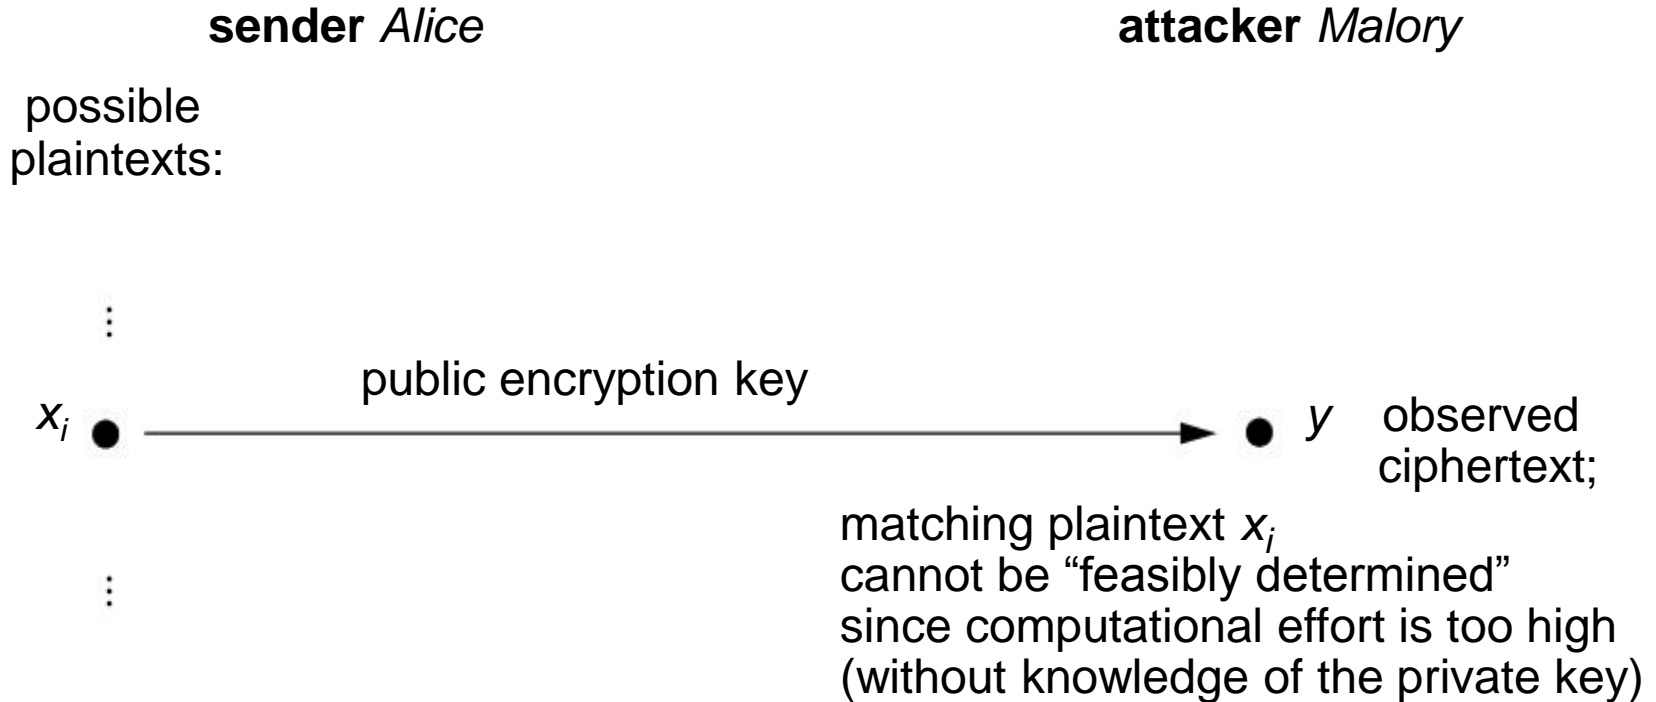 sender Alice
attacker Malory
possible
plaintexts:
⋮
public encryption key
xᵢ
y observed
ciphertext;
matching plaintext xᵢ
cannot be “feasibly determined”
since computational effort is too high
(without knowledge of the private key)
⋮